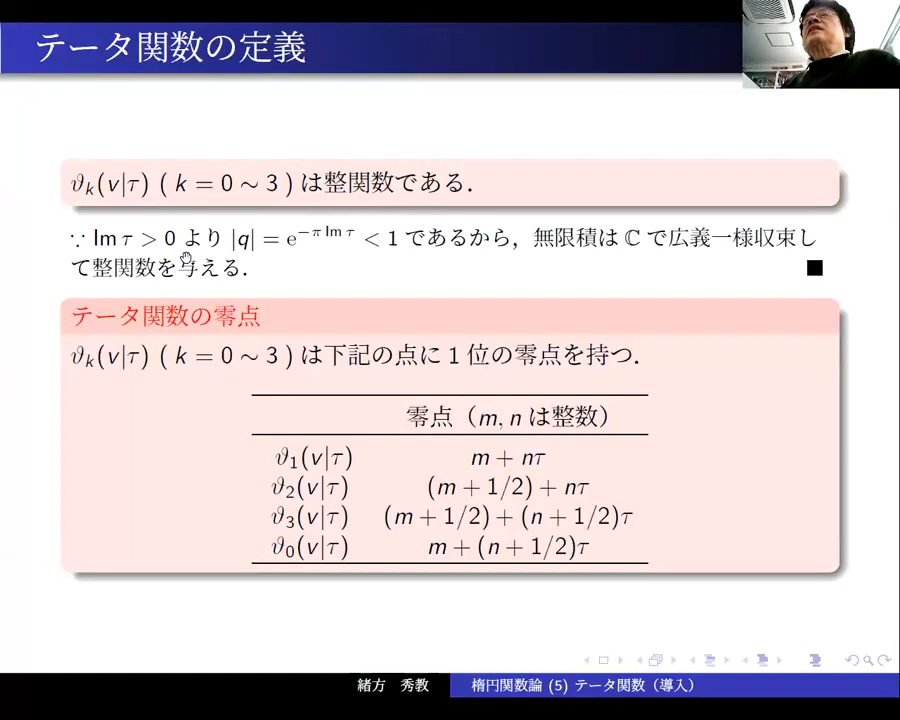 テータ関数の定義
ϑ_k(v|τ) ( k = 0 ∼ 3 ) は整関数である.
∵ Im τ > 0 より |q| = e^{−π Im τ} < 1 であるから，無限積は ℂ で広義一様収束し
て整関数を与える. ■
テータ関数の零点
ϑ_k(v|τ) ( k = 0 ∼ 3 ) は下記の点に 1 位の零点を持つ.
零点（m, n は整数）
ϑ_1(v|τ) m + nτ
ϑ_2(v|τ) (m + 1/2) + nτ
ϑ_3(v|τ) (m + 1/2) + (n + 1/2)τ
ϑ_0(v|τ) m + (n + 1/2)τ
緒方 秀教 楕円関数論 (5) テータ関数（導入）